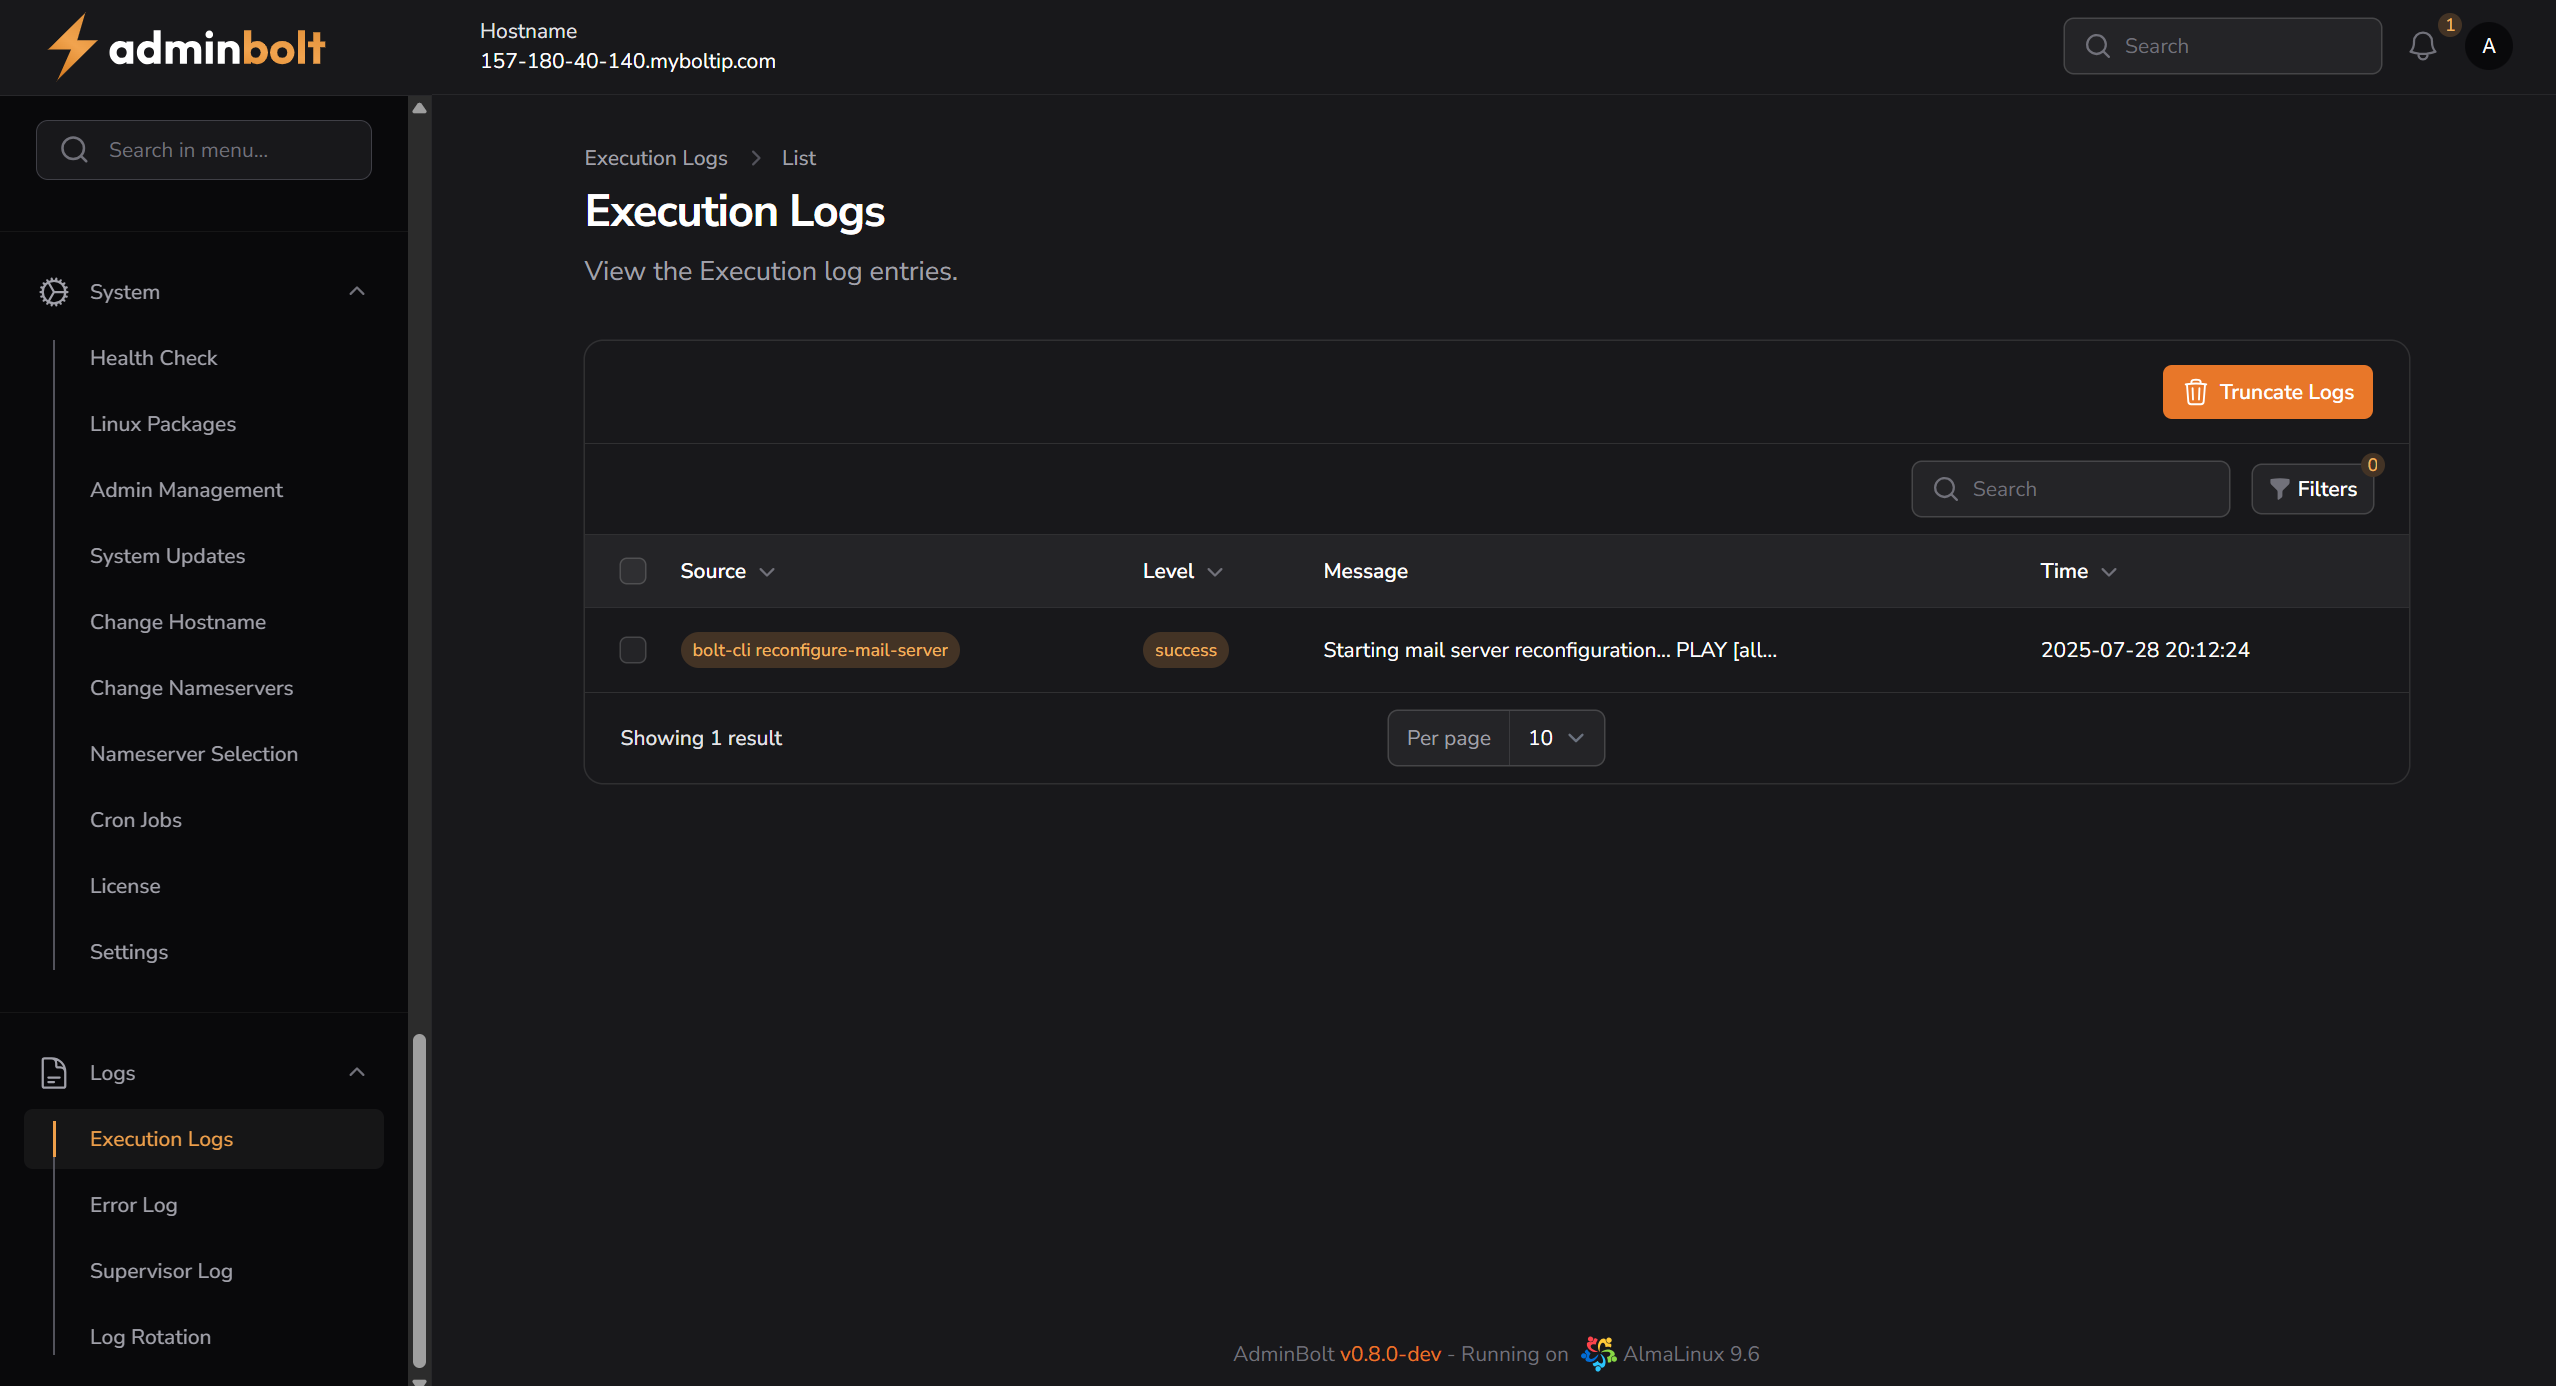 adminbolt
Hostname
157-180-40-140.myboltip.com
Search
1
A
Search in menu...
System
Health Check
Linux Packages
Admin Management
System Updates
Change Hostname
Change Nameservers
Nameserver Selection
Cron Jobs
License
Settings
Logs
Execution Logs
Error Log
Supervisor Log
Log Rotation
Execution Logs > List
Execution Logs
View the Execution log entries.
Truncate Logs
Search
Filters
0
Source Level Message Time
bolt-cli reconfigure-mail-server success Starting mail server reconfiguration... PLAY [all... 2025-07-28 20:12:24
Showing 1 result
Per page 10
AdminBolt v0.8.0-dev - Running on AlmaLinux 9.6